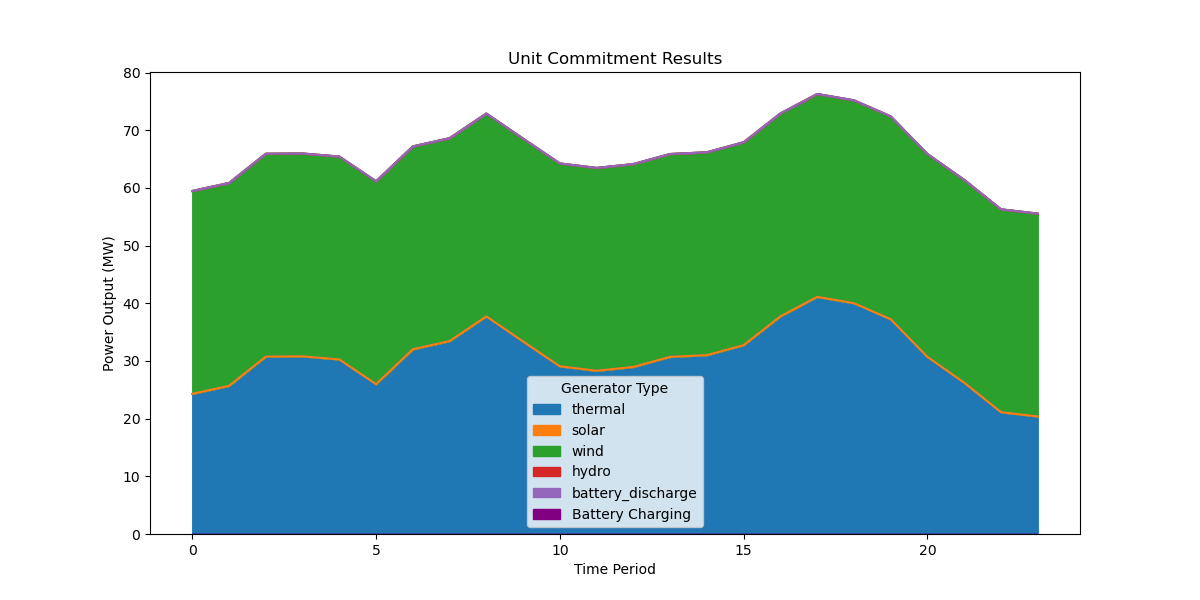 Unit Commitment Results
Power Output (MW)
80
70
60
50
40
30
20
10
0
Generator Type
thermal
solar
wind
hydro
battery_discharge
Battery Charging
0 5 10 15 20
Time Period